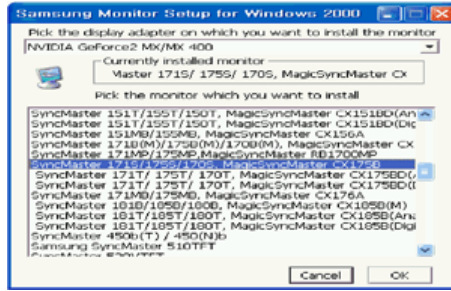 Samsung Monitor Setup for Windows 2000
Pick the display adapter on which you want to install the monitor
NVIDIA GeForce2 MX/MX 400
Currently installed monitor
Master 171S/ 175S/ 170S, MagicSyncMaster CX
Pick the monitor which you want to install
SyncMaster 151T/155T/150T, MagicSyncMaster CX151BD(An
SyncMaster 151T/155T/150T, MagicSyncMaster CX151BD(Dig
SyncMaster 151MB/155MB, MagicSyncMaster CX156A
SyncMaster 171B(M)/175B(M)/170B(M), MagicSyncMaster CX
SyncMaster 171MP/175MP,MagicSyncMaster RD1700MP
SyncMaster 171S/175S/170S, MagicSyncMaster CX175B
SyncMaster 171T/ 175T/ 170T, MagicSyncMaster CX175BD(
SyncMaster 171T/ 175T/ 170T, MagicSyncMaster CX175BD(
SyncMaster 171MB/175MB, MagicSyncMaster CX176A
SyncMaster 181B/185B/180B, MagicSyncMaster CX185B(M)
SyncMaster 181T/185T/180T, MagicSyncMaster CX185B(Ana
SyncMaster 181T/185T/180T, MagicSyncMaster CX185B(Digi
SyncMaster 450b(T) / 450(N)b
Samsung SyncMaster 510TFT
Cancel
OK